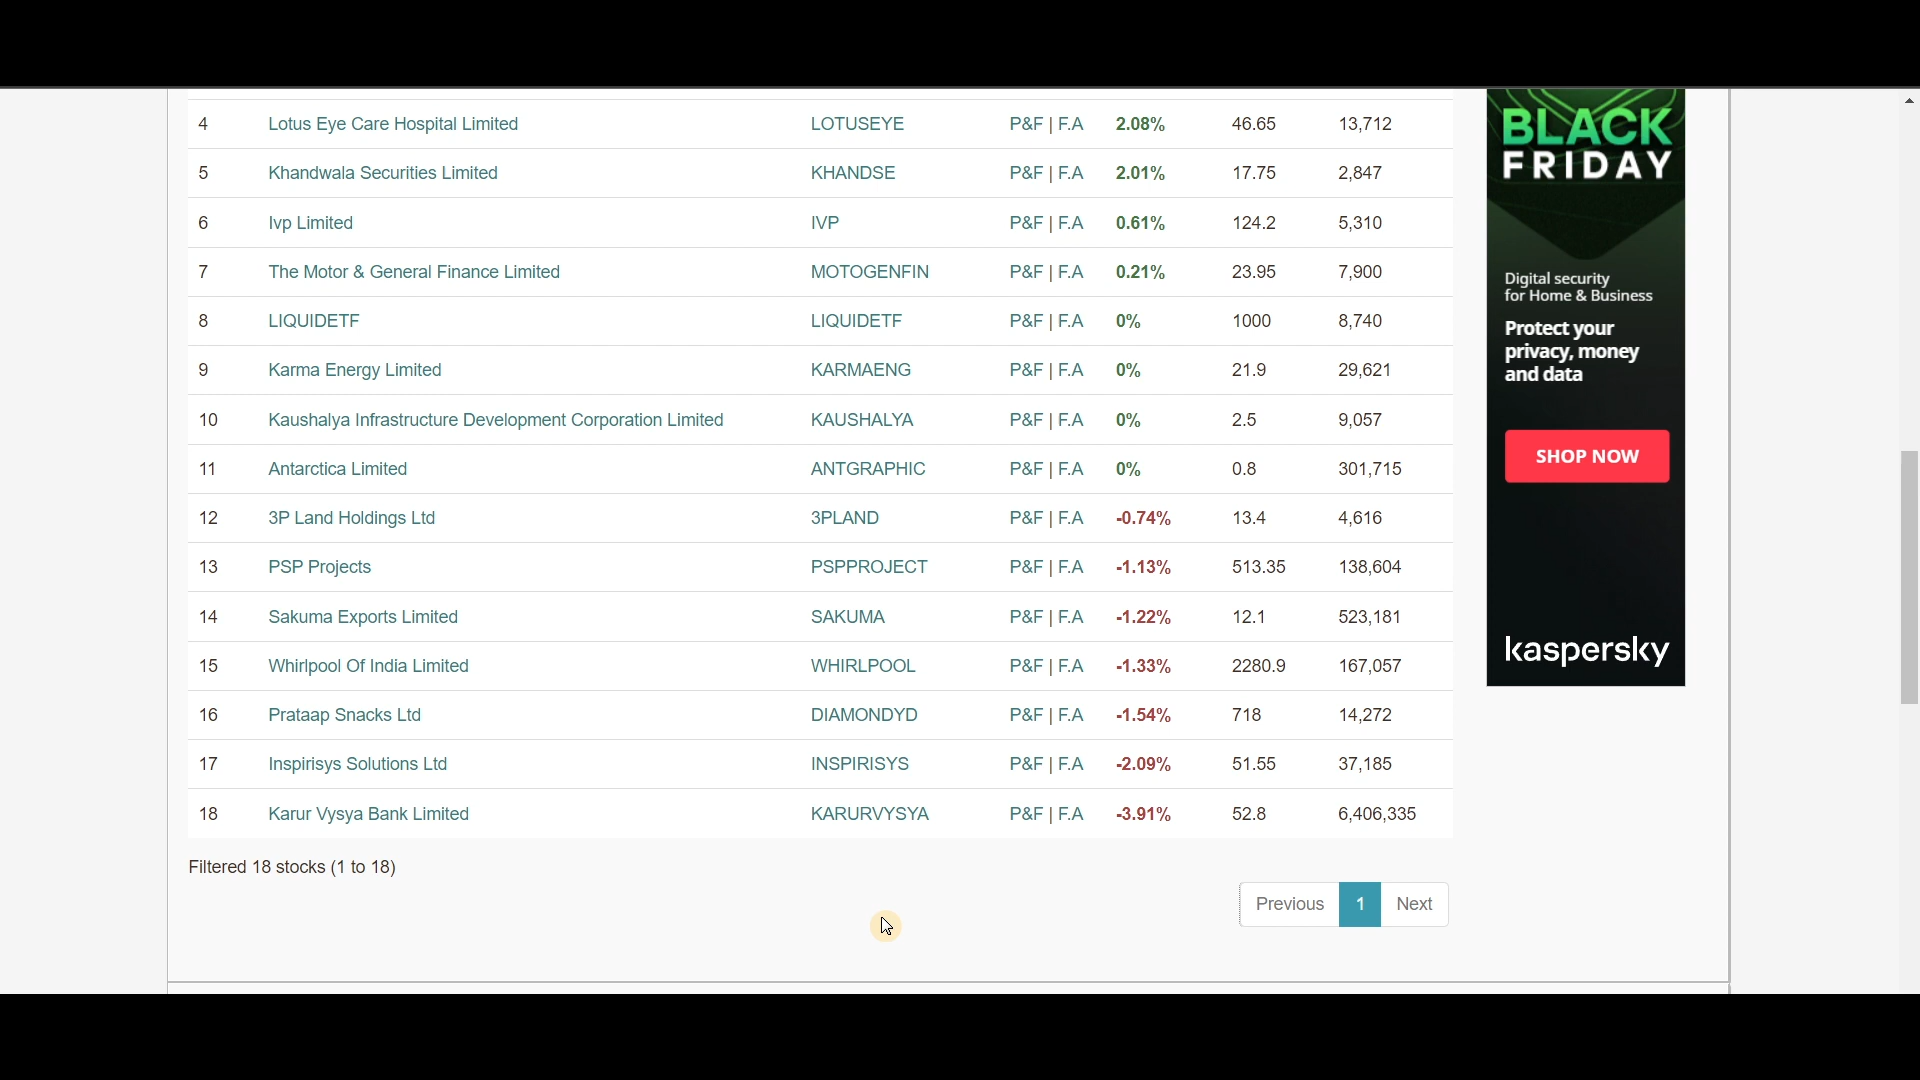 4 Lotus Eye Care Hospital Limited LOTUSEYE P&F | F.A 2.08% 46.65 13,712
5 Khandwala Securities Limited KHANDSE P&F | F.A 2.01% 17.75 2,847
6 Ivp Limited IVP P&F | F.A 0.61% 124.2 5,310
7 The Motor & General Finance Limited MOTOGENFIN P&F | F.A 0.21% 23.95 7,900
8 LIQUIDETF LIQUIDETF P&F | F.A 0% 1000 8,740
9 Karma Energy Limited KARMAENG P&F | F.A 0% 21.9 29,621
10 Kaushalya Infrastructure Development Corporation Limited KAUSHALYA P&F | F.A 0% 2.5 9,057
11 Antarctica Limited ANTGRAPHIC P&F | F.A 0% 0.8 301,715
12 3P Land Holdings Ltd 3PLAND P&F | F.A -0.74% 13.4 4,616
13 PSP Projects PSPPROJECT P&F | F.A -1.13% 513.35 138,604
14 Sakuma Exports Limited SAKUMA P&F | F.A -1.22% 12.1 523,181
15 Whirlpool Of India Limited WHIRLPOOL P&F | F.A -1.33% 2280.9 167,057
16 Prataap Snacks Ltd DIAMONDYD P&F | F.A -1.54% 718 14,272
17 Inspirisys Solutions Ltd INSPIRISYS P&F | F.A -2.09% 51.55 37,185
18 Karur Vysya Bank Limited KARURVYSYA P&F | F.A -3.91% 52.8 6,406,335
Filtered 18 stocks (1 to 18)
Previous 1 Next
BLACK
FRIDAY
Digital security
for Home & Business
Protect your
privacy, money
and data
SHOP NOW
kaspersky